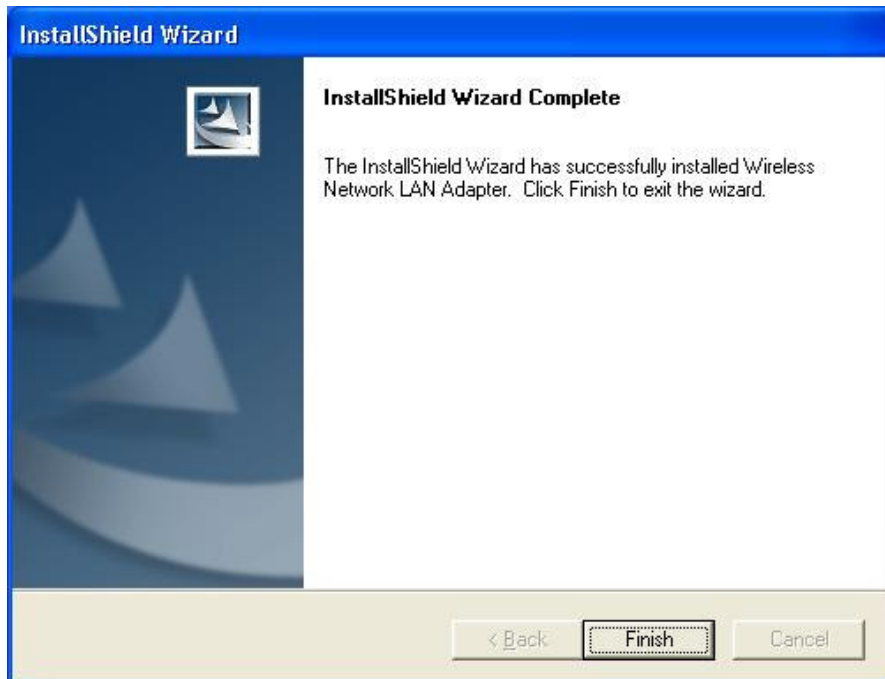 InstallShield Wizard
InstallShield Wizard Complete
The InstallShield Wizard has successfully installed Wireless
Network LAN Adapter. Click Finish to exit the wizard.
< Back
Finish
Cancel